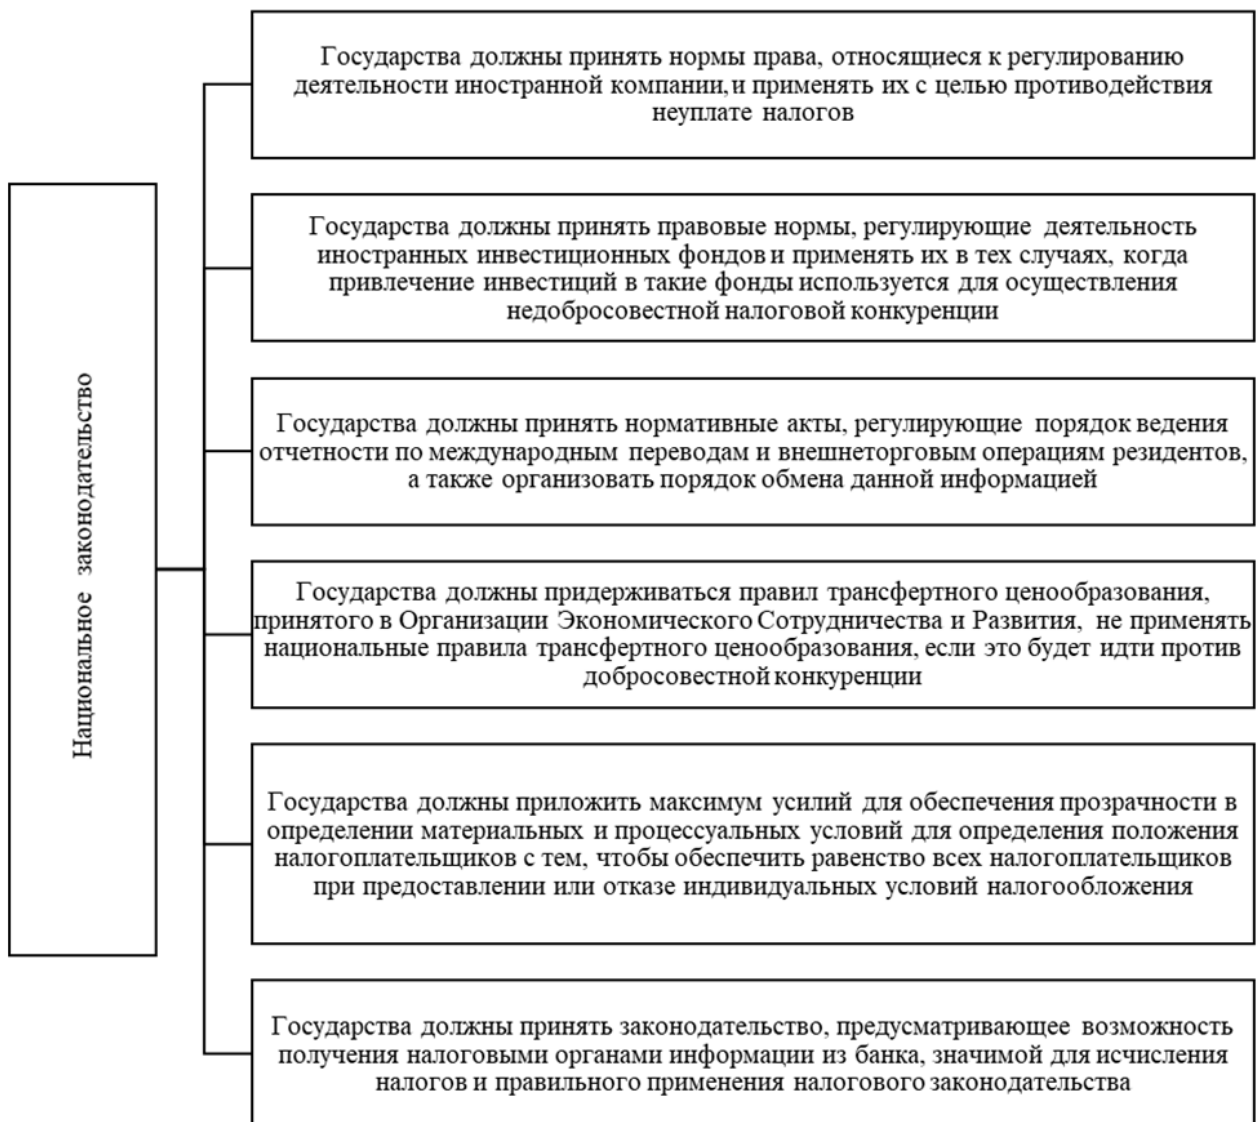 Национальное законодательство
Государства должны принять нормы права, относящиеся к регулированию
деятельности иностранной компании, и применять их с целью противодействия
неуплате налогов
Государства должны принять правовые нормы, регулирующие деятельность
иностранных инвестиционных фондов и применять их в тех случаях, когда
привлечение инвестиций в такие фонды используется для осуществления
недобросовестной налоговой конкуренции
Государства должны принять нормативные акты, регулирующие порядок ведения
отчетности по международным переводам и внешнеторговым операциям резидентов,
а также организовать порядок обмена данной информацией
Государства должны придерживаться правил трансфертного ценообразования,
принятого в Организации Экономического Сотрудничества и Развития, не применять
национальные правила трансфертного ценообразования, если это будет идти против
добросовестной конкуренции
Государства должны приложить максимум усилий для обеспечения прозрачности в
определении материальных и процессуальных условий для определения положения
налогоплательщиков с тем, чтобы обеспечить равенство всех налогоплательщиков
при предоставлении или отказе индивидуальных условий налогообложения
Государства должны принять законодательство, предусматривающее возможность
получения налоговыми органами информации из банка, значимой для исчисления
налогов и правильного применения налогового законодательства